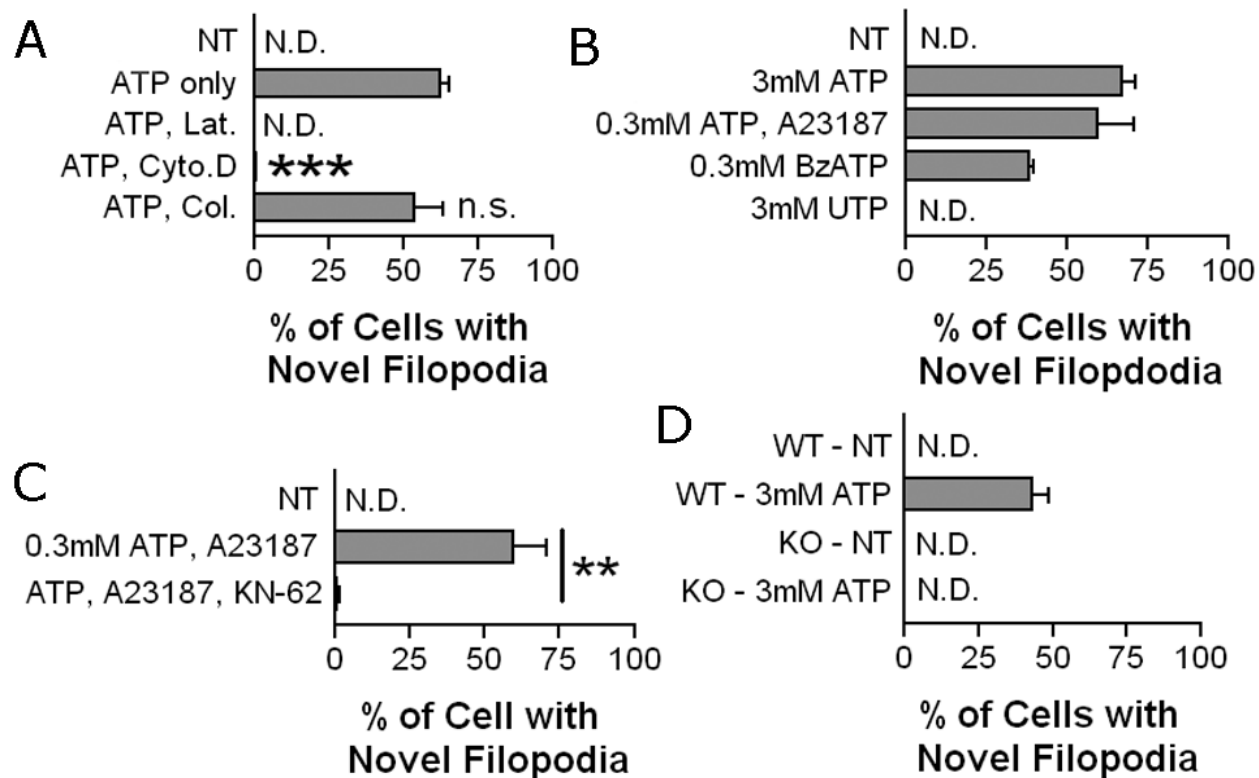 A
NT N.D.
ATP only
ATP, Lat. N.D.
ATP, Cyto.D ***
ATP, Col. n.s.
0 25 50 75 100
% of Cells with
Novel Filopodia
B
NT N.D.
3mM ATP
0.3mM ATP, A23187
0.3mM BzATP
3mM UTP N.D.
0 25 50 75 100
% of Cells with
Novel Filopdodia
C
NT N.D.
0.3mM ATP, A23187
**
ATP, A23187, KN-62
0 25 50 75 100
% of Cell with
Novel Filopodia
D
WT - NT N.D.
WT - 3mM ATP
KO - NT N.D.
KO - 3mM ATP N.D.
0 25 50 75 100
% of Cells with
Novel Filopodia